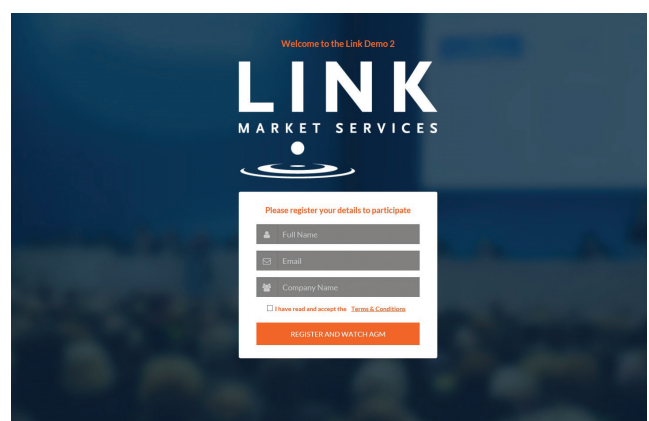 Welcome to the Link Demo 2
LINK
MARKET SERVICES
Please register your details to participate
Full Name
Email
Company Name
I have read and accept the Terms & Conditions
REGISTER AND WATCH AGM